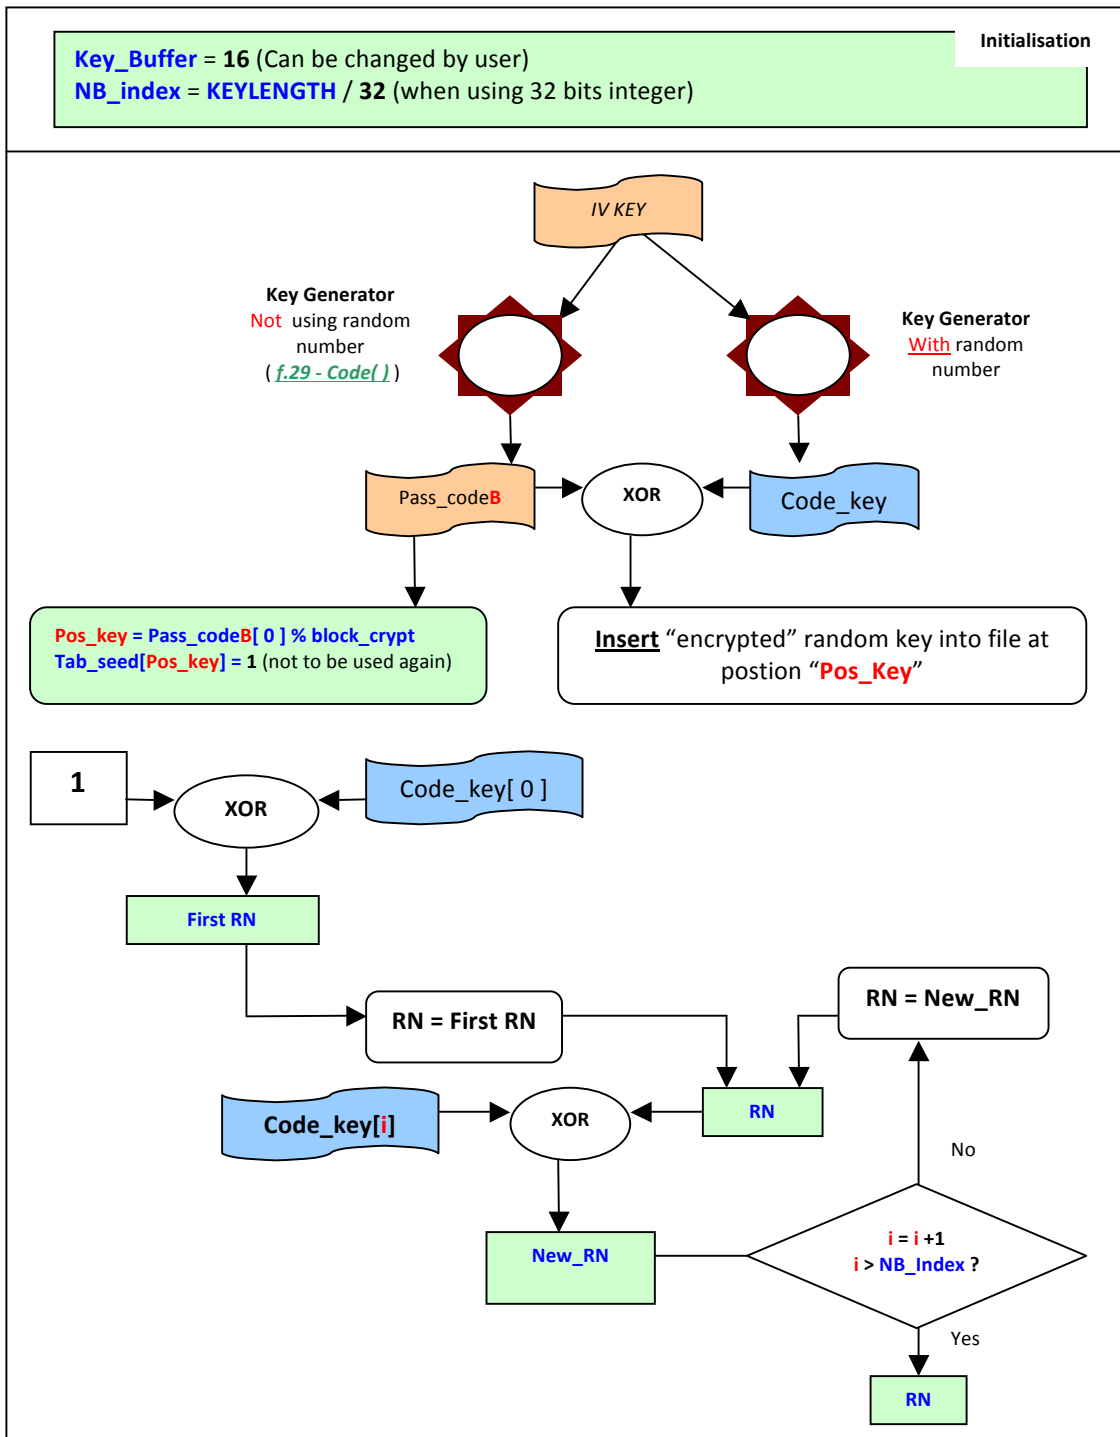 Initialisation
Key_Buffer = 16 (Can be changed by user)
NB_index = KEYLENGTH / 32 (when using 32 bits integer)
IV KEY
Key Generator
Not using random
number
( f.29 - Code( ) )
Key Generator
With random
number
Pass_codeB
XOR
Code_key
Pos_key = Pass_codeB[ 0 ] % block_crypt
Tab_seed[Pos_key] = 1 (not to be used again)
Insert “encrypted” random key into file at
postion “Pos_Key”
1
XOR
Code_key[ 0 ]
First RN
RN = First RN
RN = New_RN
Code_key[i]
XOR
RN
No
New_RN
i = i +1
i > NB_Index ?
Yes
RN